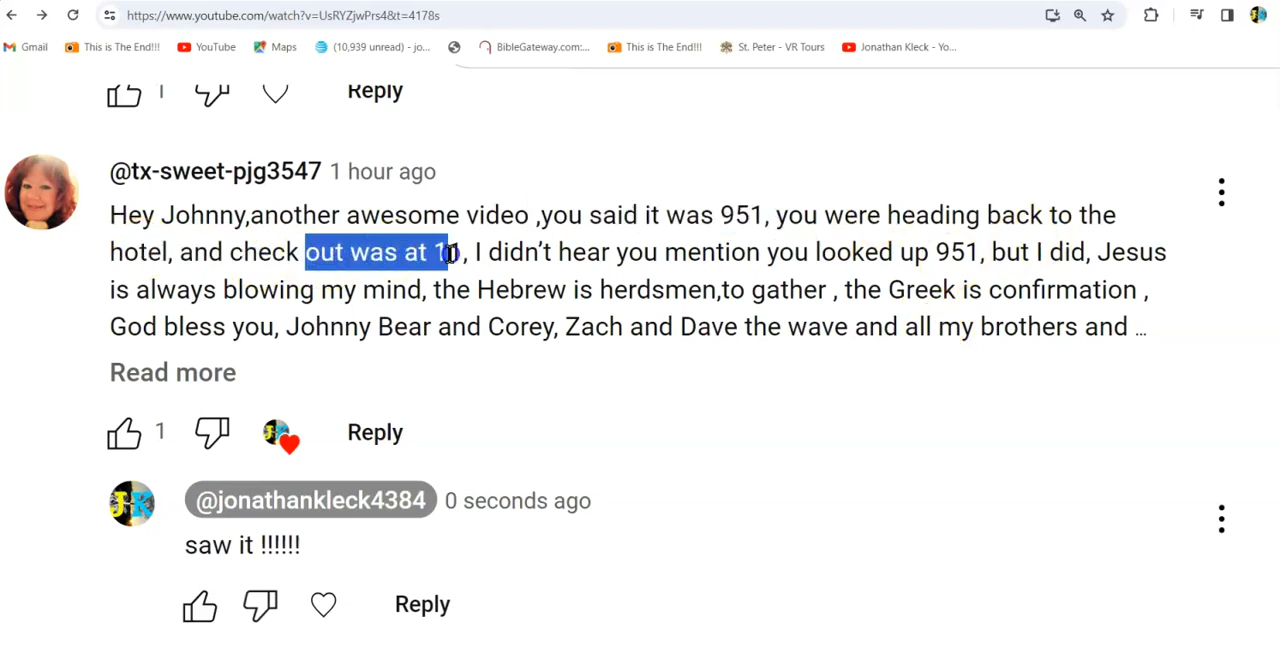 https://www.youtube.com/watch?v=UsRYZjwPrs4&t=4178s
Gmail This is The End!!! YouTube Maps (10,939 unread) - jo... BibleGateway.com:... This is The End!!! St. Peter - VR Tours Jonathan Kleck - Yo...
1 Reply
@tx-sweet-pjg3547 1 hour ago
Hey Johnny,another awesome video ,you said it was 951, you were heading back to the
hotel, and check out was at , I didn’t hear you mention you looked up 951, but I did, Jesus
is always blowing my mind, the Hebrew is herdsmen,to gather , the Greek is confirmation ,
God bless you, Johnny Bear and Corey, Zach and Dave the wave and all my brothers and ...
Read more
1 Reply
JK @jonathankleck4384 0 seconds ago
saw it !!!!!!
Reply